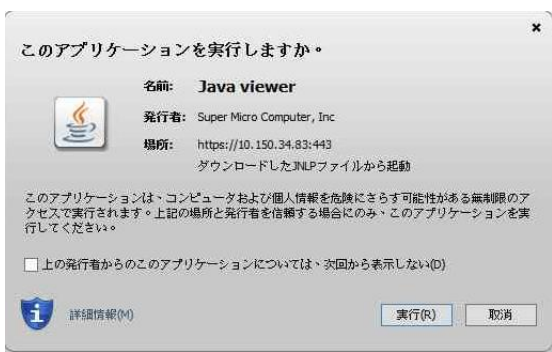 このアプリケーションを実行しますか。
名前: Java viewer
発行者: Super Micro Computer, Inc
場所: https://10.150.34.83:443
ダウンロードしたJNLPファイルから起動
このアプリケーションは、コンピュータおよび個人情報を危険にさらす可能性がある無制限のア
クセスで実行されます。上記の場所と発行者を信頼する場合にのみ、このアプリケーションを実
行してください。
上の発行者からのこのアプリケーションについては、次回から表示しない(D)
詳細情報(M)
実行(R) 取消